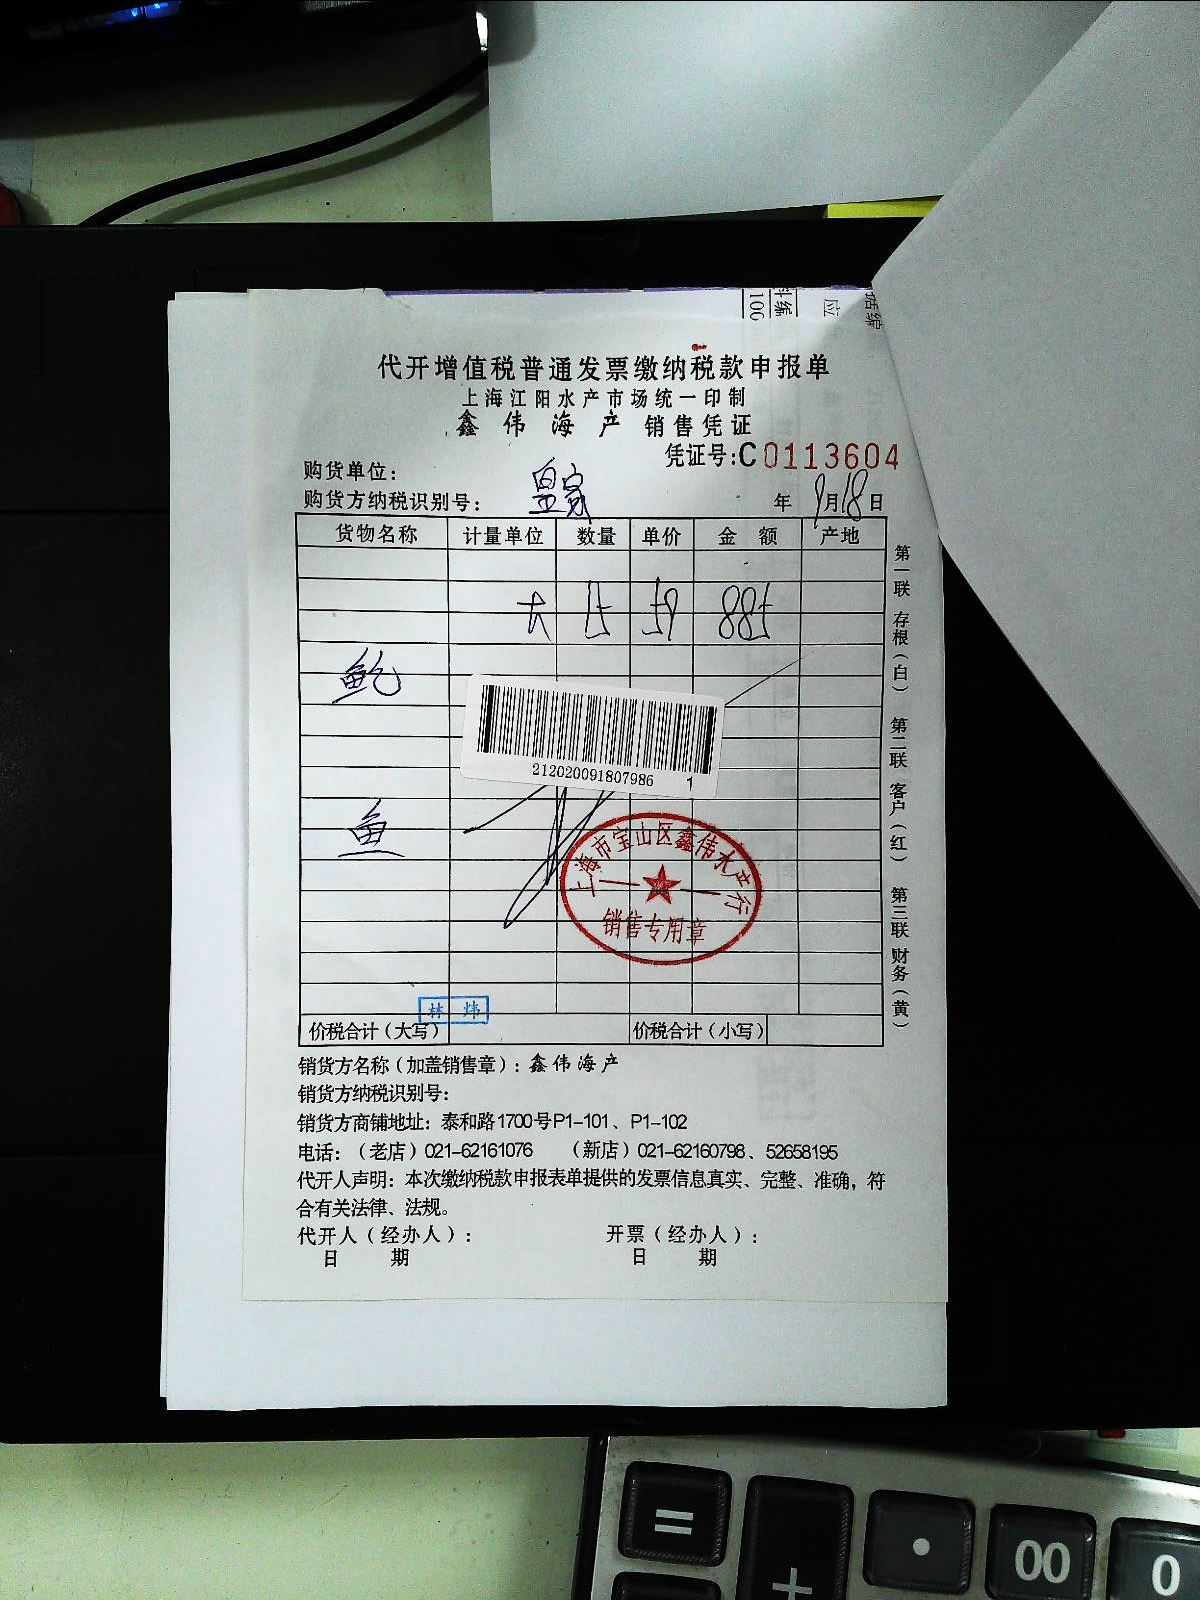 代开增值税普通发票缴纳税款申报单
上海江阳水产市场统一印制
鑫伟海产 销售凭证
凭证号:C0113604
购货单位:
皇家
购货方纳税识别号: 年9月18日
货物名称 计量单位 数量 单价 金额 产地
大 15 59 885
鲍
鱼
212020091807986 1
上海市宝山区鑫伟水产行
销售专用章
林炜
价税合计(大写) 价税合计(小写)
销货方名称(加盖销售章):鑫伟海产
销货方纳税识别号:
销货方商铺地址:泰和路1700号P1-101、P1-102
电话:(老店)021-62161076 (新店)021-62160798、52658195
代开人声明:本次缴纳税款申报表单提供的发票信息真实、完整、准确,符
合有关法律、法规。
代开人(经办人): 开票(经办人):
日期 日期
第一联 存根(白) 第二联 客户(红) 第三联 财务(黄)
=
+
·
00
0